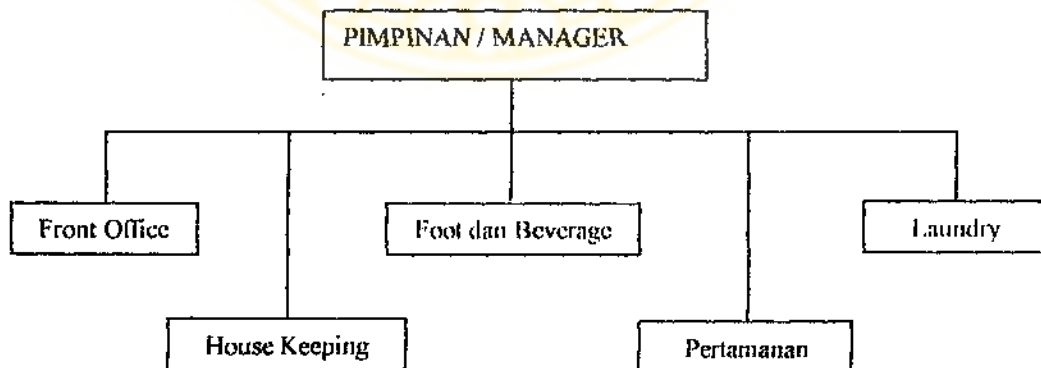 PIMPINAN / MANAGER
Front Office
Foot dan Beverage
Laundry
House Keeping
Pertamanan